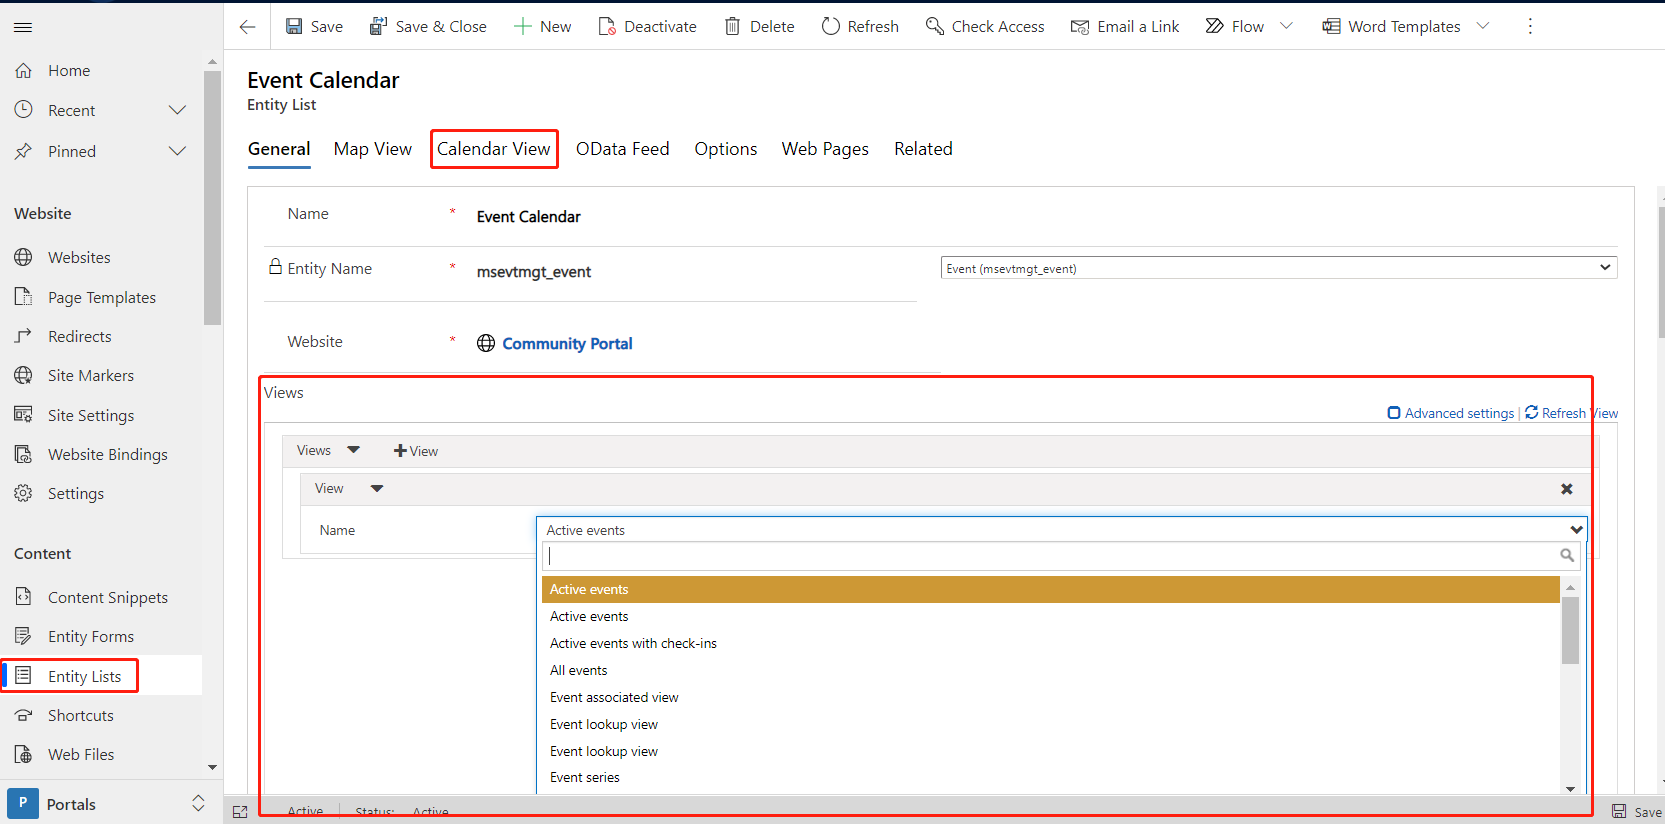 Save
Save & Close
New
Deactivate
Delete
Refresh
Check Access
Email a Link
Flow
Word Templates
Home
Recent
Pinned
Website
Websites
Page Templates
Redirects
Site Markers
Site Settings
Website Bindings
Settings
Content
Content Snippets
Entity Forms
Entity Lists
Shortcuts
Web Files
P Portals
Event Calendar
Entity List
General Map View Calendar View OData Feed Options Web Pages Related
Name * Event Calendar
Entity Name * msevtmgt_event Event (msevtmgt_event)
Website * Community Portal
Views
Advanced settings | Refresh View
Views + View
View
Name Active events
Active events
Active events
Active events with check-ins
All events
Event associated view
Event lookup view
Event lookup view
Event series
Active Status: Active Save